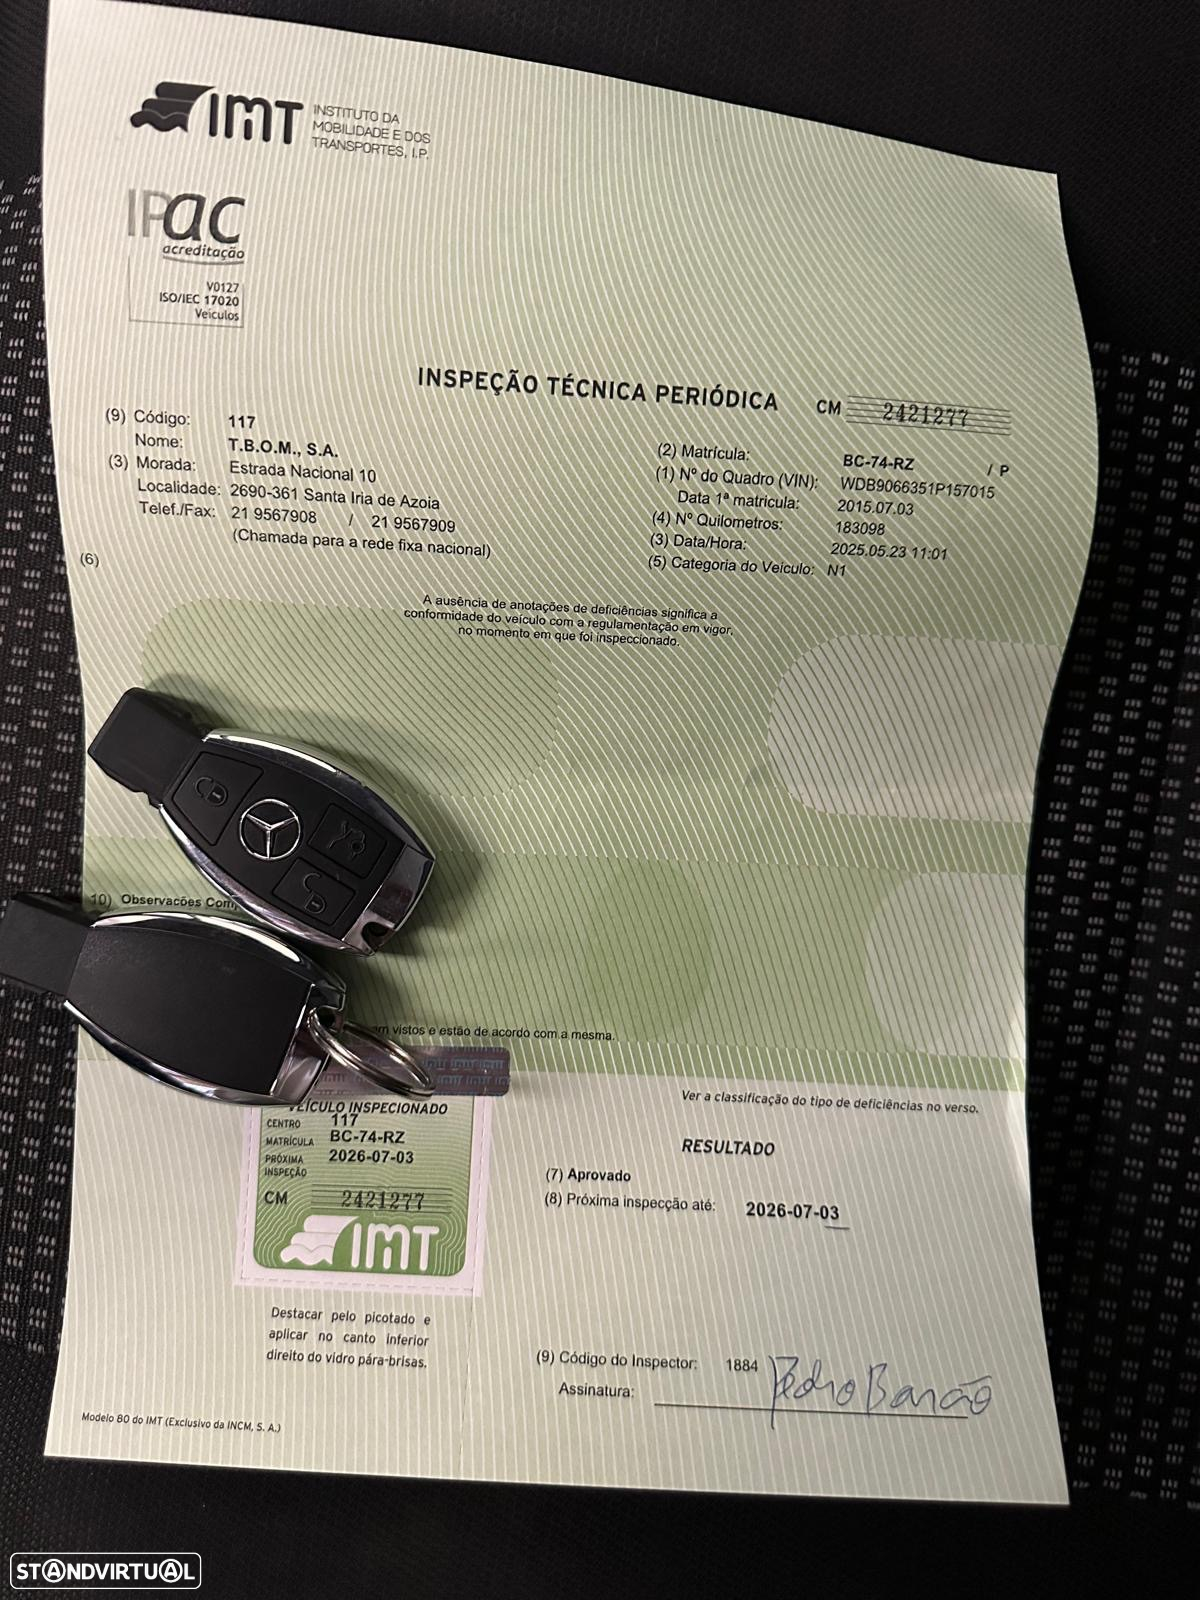 IMT INSTITUTO DA
MOBILIDADE E DOS
TRANSPORTES, I.P.
IPac
acreditação
V0127
ISO/IEC 17020
Veículos
INSPEÇÃO TÉCNICA PERIÓDICA CM 2421277
(9) Código: 117
Nome: T.B.O.M., S.A.
(3) Morada: Estrada Nacional 10
Localidade: 2690-361 Santa Iria de Azoia
Telef./Fax: 21 9567908 / 21 9567909
(Chamada para a rede fixa nacional)
(2) Matrícula: BC-74-RZ / P
(1) Nº do Quadro (VIN): WDB9066351P157015
Data 1ª matricula: 2015.07.03
(4) Nº Quilometros: 183098
(3) Data/Hora: 2025.05.23 11:01
(5) Categoria do Veiculo: N1
(6)
A ausência de anotações de deficiências significa a
conformidade do veículo com a regulamentação em vigor,
no momento em que foi inspeccionado.
10) Observações
vistos e estão de acordo com a mesma.
VEÍCULO INSPECIONADO
CENTRO 117
MATRÍCULA BC-74-RZ
PRÓXIMA INSPEÇÃO 2026-07-03
CM 2421277
IMT
Ver a classificação do tipo de deficiências no verso.
RESULTADO
(7) Aprovado
(8) Próxima inspecção até: 2026-07-03
Destacar pelo picotado e
aplicar no canto inferior
direito do vidro pára-brisas.
(9) Código do Inspector: 1884
Assinatura: Pedro Barão
Modelo 80 do IMT (Exclusivo da INCM, S. A.)
STANDVIRTUAL